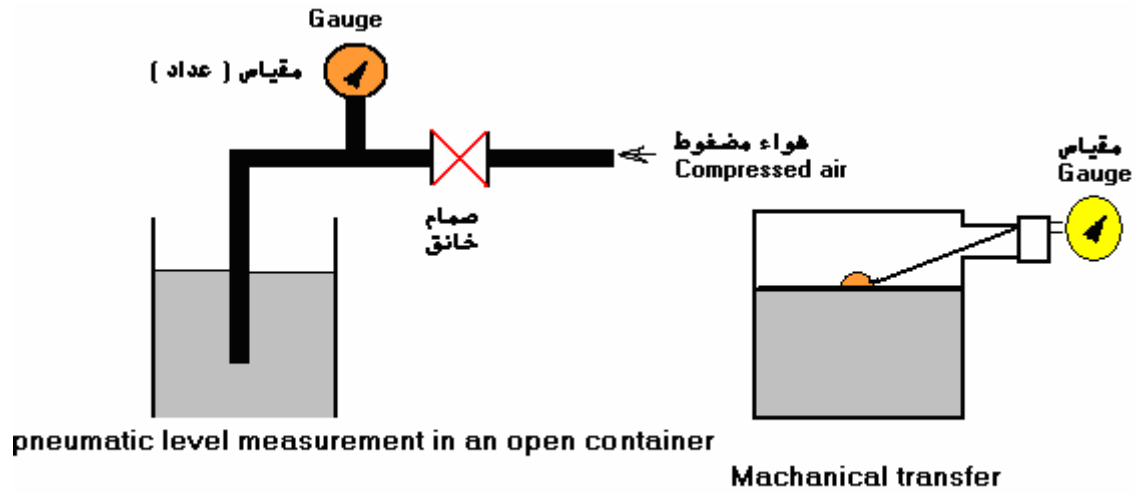 Gauge
مقياس ( عداد )
هواء مضغوط
Compressed air
صمام
خانق
pneumatic level measurement in an open container
مقياس
Gauge
Machanical transfer